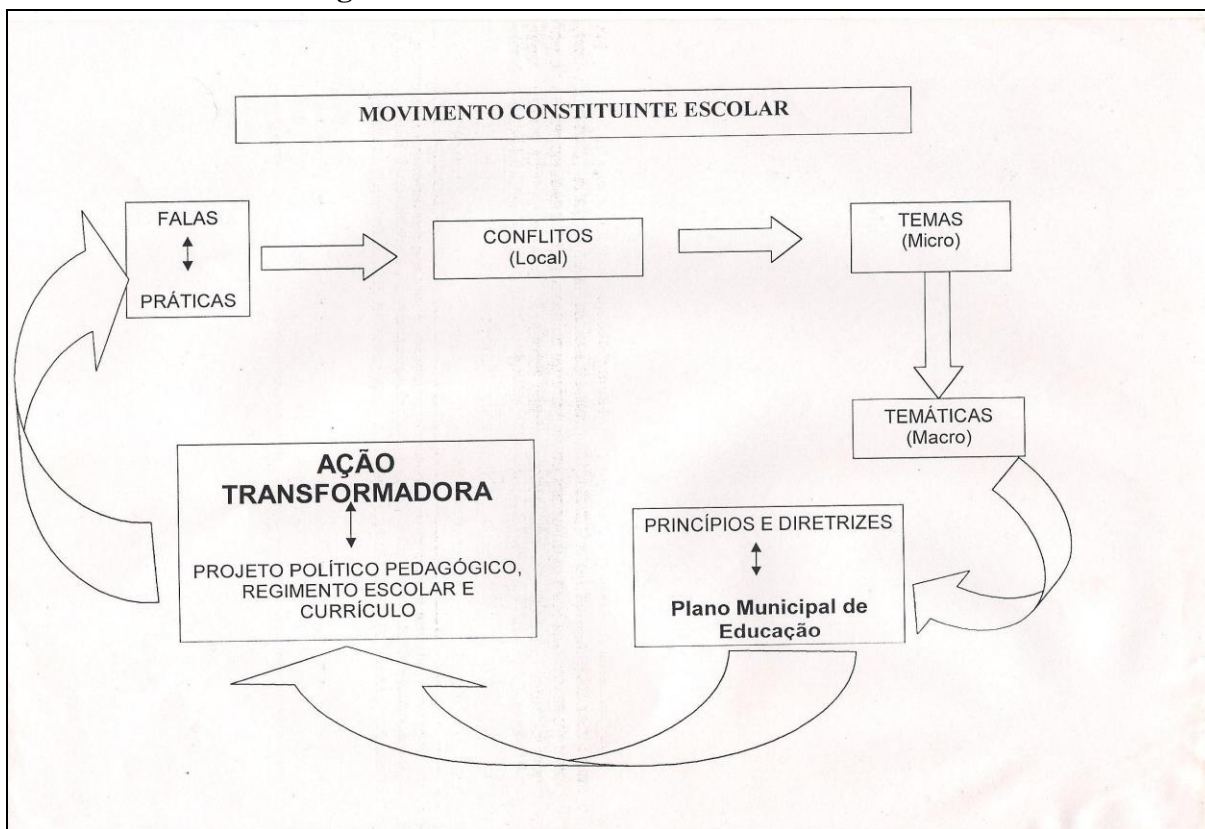 MOVIMENTO CONSTITUINTE ESCOLAR
FALAS
PRÁTICAS
CONFLITOS
(Local)
TEMAS
(Micro)
TEMÁTICAS
(Macro)
PRINCÍPIOS E DIRETRIZES
Plano Municipal de
Educação
AÇÃO
TRANSFORMADORA
PROJETO POLÍTICO PEDAGÓGICO,
REGIMENTO ESCOLAR E
CURRÍCULO